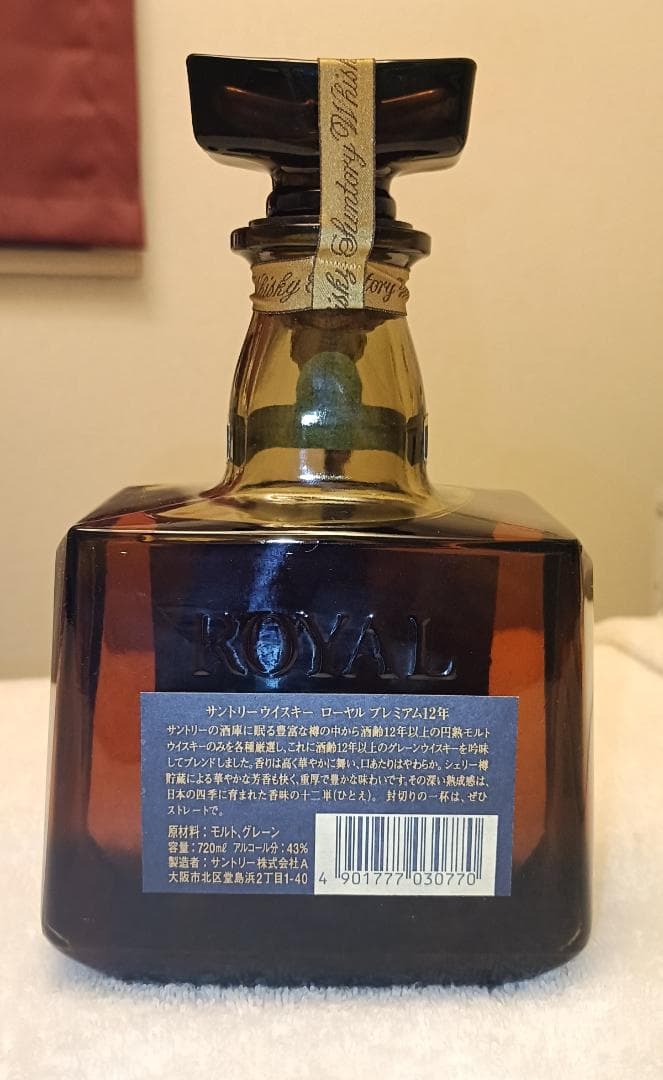 Suntory Whisky
Whisky
tory
ROYAL
サントリーウイスキー ローヤル プレミアム12年
サントリーの酒庫に眠る豊富な樽の中から酒齢12年以上の円熟モルト
ウイスキーのみを各種厳選し、これに酒齢12年以上のグレーンウイスキーを吟味
してブレンドしました。香りは高く華やかに舞い、口あたりはやわらか。シェリー樽
貯蔵による華やかな芳香も快く、重厚で豊かな味わいです。その深い熟成感は、
日本の四季に育まれた香味の十二単(ひとえ)。 封切りの一杯は、ぜひ
ストレートで。
原材料:モルト、グレーン
容量:720mℓ アルコール分:43%
製造者:サントリー株式会社A
大阪市北区堂島浜2丁目1-40
4 901777 030770